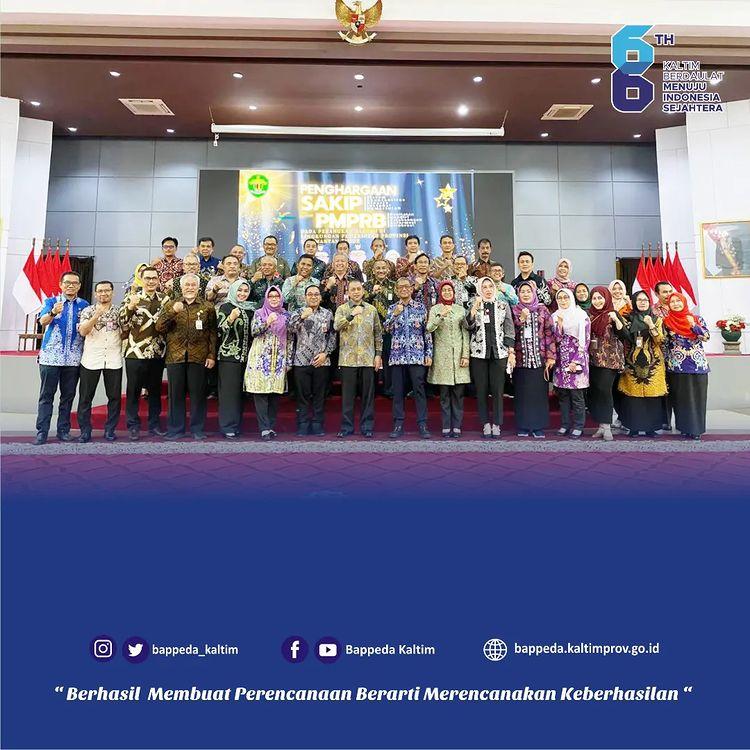 66TH
KALTIM
BERDAULAT
MENUJU
INDONESIA
SEJAHTERA
PENGHARGAAN
SAKIP
PMPRB
bappeda_kaltim
Bappeda Kaltim
bappeda.kaltimprov.go.id
“ Berhasil Membuat Perencanaan Berarti Merencanakan Keberhasilan “